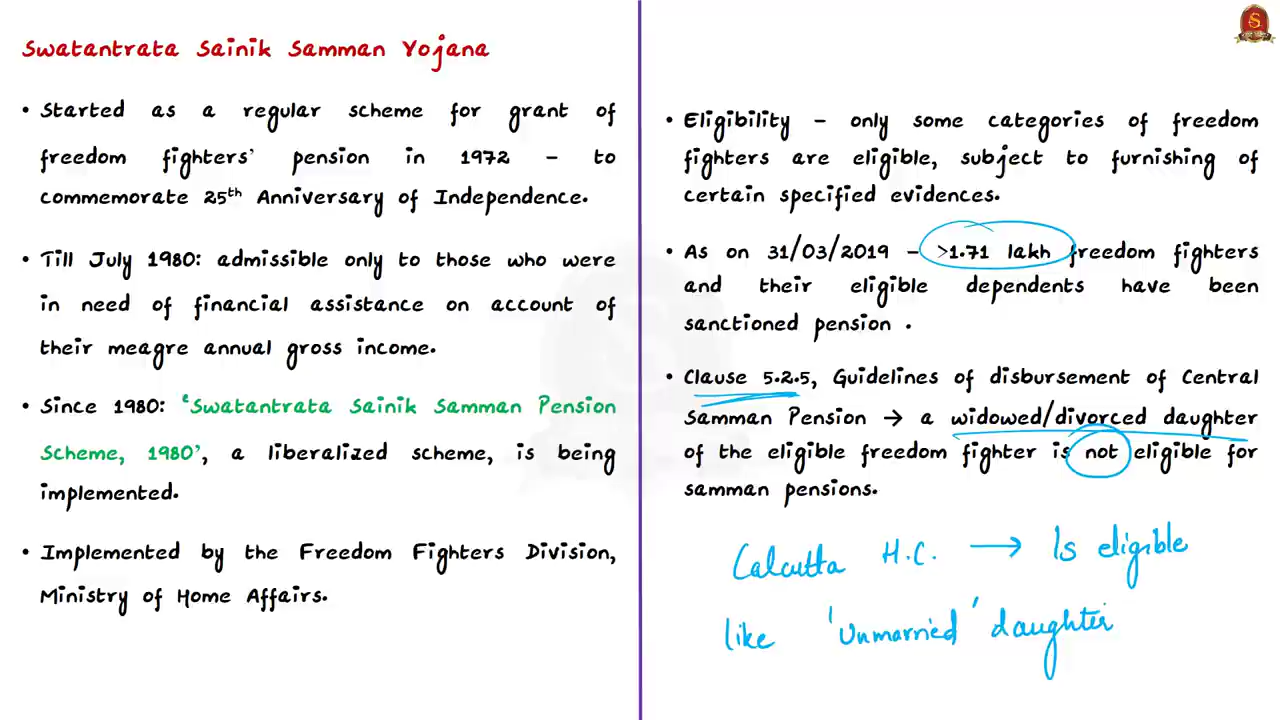 Swatantrata Sainik Samman Yojana
• Started as a regular scheme for grant of
freedom fighters' pension in 1972 – to
commemorate 25th Anniversary of Independence.
• Till July 1980: admissible only to those who were
in need of financial assistance on account of
their meagre annual gross income.
• Since 1980: 'Swatantrata Sainik Samman Pension
Scheme, 1980', a liberalized scheme, is being
implemented.
• Implemented by the Freedom Fighters Division,
Ministry of Home Affairs.
• Eligibility – only some categories of freedom
fighters are eligible, subject to furnishing of
certain specified evidences.
• As on 31/03/2019 – >1.71 lakh freedom fighters
and their eligible dependents have been
sanctioned pension .
• Clause 5.2.5, Guidelines of disbursement of Central
Samman Pension → a widowed/divorced daughter
of the eligible freedom fighter is not eligible for
samman pensions.
Calcutta H.C. → Is eligible
like 'Unmarried' daughter